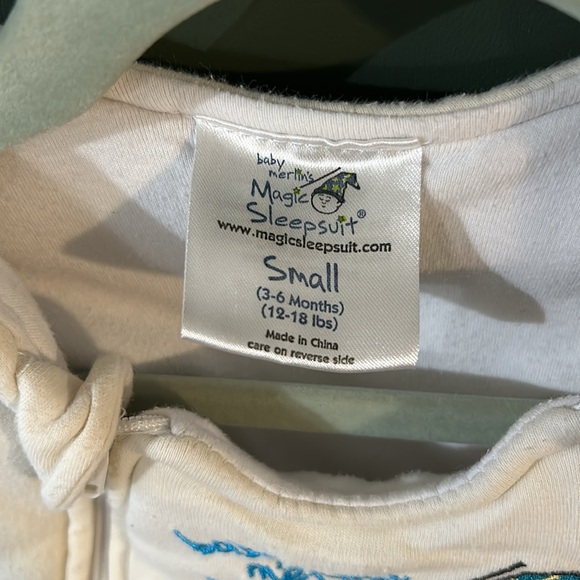 baby
merlin's
Magic
Sleepsuit®
www.magicsleepsuit.com
Small
(3-6 Months)
(12-18 lbs)
Made in China
care on reverse side